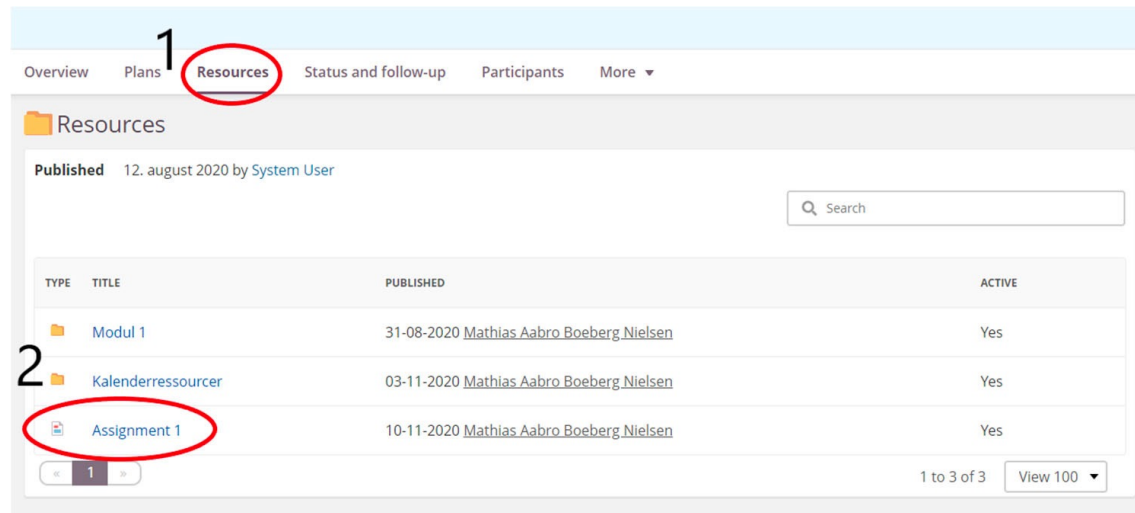 1
Overview Plans Resources Status and follow-up Participants More
Resources
Published 12. august 2020 by System User
Search
TYPE TITLE PUBLISHED ACTIVE
Modul 1 31-08-2020 Mathias Aabro Boeberg Nielsen Yes
2
Kalenderressourcer 03-11-2020 Mathias Aabro Boeberg Nielsen Yes
Assignment 1 10-11-2020 Mathias Aabro Boeberg Nielsen Yes
« 1 » 1 to 3 of 3 View 100